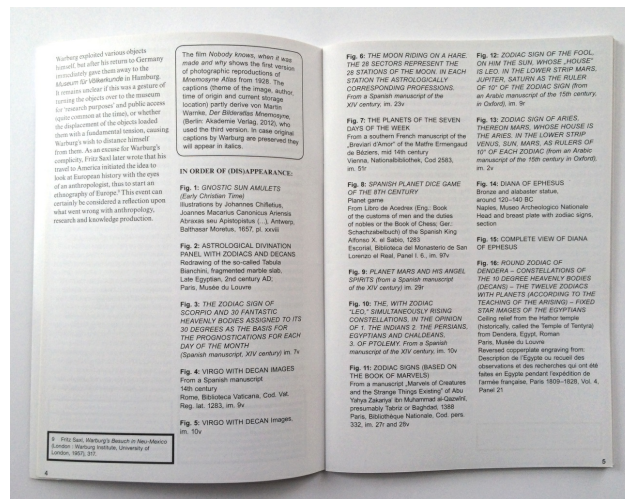 Warburg exploited various objects
himself, but after his return to Germany
immediately gave them away to the
Museum für Völkerkunde in Hamburg.
It remains unclear if this was a gesture of
turning the objects over to the museum
for 'research purposes' and public access
(quite common at the time), or whether
the displacement of the objects loaded
them with a fundamental tension, causing
Warburg's wish to distance himself
from them. As an excuse for Warburg's
complicity, Fritz Saxl later wrote that his
travel to America initiated the idea to
look at European history with the eyes
of an anthropologist, thus to start an
ethnography of Europe.⁹ This event can
certainly be considered a reflection upon
what went wrong with anthropology,
research and knowledge production.
9 Fritz Saxl, Warburg's Besuch in Neu-Mexico
(London : Warburg Institute, University of
London, 1957), 317.
4
The film Nobody knows, when it was
made and why shows the first version
of photographic reproductions of
Mnemosyne Atlas from 1928. The
captions (theme of the image, author,
time of origin and current storage
location) partly derive von Martin
Warnke, Der Bilderatlas Mnemosyne,
(Berlin: Akademie Verlag, 2012), who
used the third version. In case original
captions by Warburg are preserved they
will appear in italics.
IN ORDER OF (DIS)APPEARANCE:
Fig. 1: GNOSTIC SUN AMULETS
(Early Christian Time)
Illustrations by Johannes Chifletius,
Joannes Macarius Canonicus Ariensis
Abraxas seu Apistopistus (...), Antwerp,
Balthasar Moretus, 1657, pl. xxviii
Fig. 2: ASTROLOGICAL DIVINATION
PANEL WITH ZODIACS AND DECANS
Redrawing of the so-called Tabule
Bianchini, fragmented marble slab,
Late Egyptian, 2nd century AD;
Paris, Musée du Louvre
Fig. 3: THE ZODIAC SIGN OF
SCORPIO AND 30 FANTASTIC
HEAVENLY BODIES ASSIGNED TO ITS
30 DEGREES AS THE BASIS FOR
THE PROGNOSTICATIONS FOR EACH
DAY OF THE MONTH
(Spanish manuscript, XIV century) im. 7v
Fig. 4: VIRGO WITH DECAN IMAGES
From a Spanish manuscript
14th century
Rome, Biblioteca Vaticana, Cod. Vat.
Reg. lat. 1283, im. 9v
Fig. 5: VIRGO WITH DECAN Images,
im. 10v
Fig. 6: THE MOON RIDING ON A HARE.
THE 28 SECTORS REPRESENT THE
28 STATIONS OF THE MOON. IN EACH
STATION THE ASTROLOGICALLY
CORRESPONDING PROFESSIONS.
From a Spanish manuscript of the
XIV century, im. 23v
Fig. 7: THE PLANETS OF THE SEVEN
DAYS OF THE WEEK
From a southern French manuscript of the
„Breviari d'Amor" of the Matfre Ermengaut
de Béziers, mid 14th century
Vienna, Nationalbibliothek, Cod 2583,
im. 51r
Fig. 8: SPANISH PLANET DICE GAME
OF THE 8TH CENTURY
Planet game
From Libro de Acedrex (Eng.: Book
of the customs of men and the duties
of nobles or the Book of Chess; Ger.:
Schachzabelbuch) of the Spanish King
Alfonso X. el Sabio, 1283
Escorial, Biblioteca del Monasterio de San
Lorenzo el Real, Panel I. 6., im. 97v
Fig. 9: PLANET MARS AND HIS ANGEL
SPIRITS (from a Spanish manuscript
of the XIV century) im. 29r
Fig. 10: THE, WITH ZODIAC
"LEO," SIMULTANEOUSLY RISING
CONSTELLATIONS, IN THE OPINION
OF 1. THE INDIANS 2. THE PERSIANS,
EGYPTIANS AND CHALDEANS,
3. OF PTOLEMY. From a Spanish
manuscript of the XIV century, im. 10v
Fig. 11: ZODIAC SIGNS (BASED ON
THE BOOK OF MARVELS)
From a manuscript „Marvels of Creatures
and the Strange Things Existing" of Abu
Yahya Zakariya' ibn Muhammad al-Qazwīnī,
presumably Tabriz or Baghdad, 1388
Paris, Bibliothèque Nationale, Cod. pers.
332, im. 27r and 28v
Fig. 12: ZODIAC SIGN OF THE FOOL,
ON HIM THE SUN, WHOSE „HOUSE"
IS LEO. IN THE LOWER STRIP MARS,
JUPITER, SATURN AS THE RULER
OF 10° OF THE ZODIAC SIGN (from
an Arabic manuscript of the 15th century,
in Oxford), im. 9r
Fig. 13: ZODIAC SIGN OF ARIES,
THEREON MARS, WHOSE HOUSE IS
THE ARIES. IN THE LOWER STRIP
VENUS, SUN, MARS, AS RULERS OF
10° OF EACH ZODIAC (from an Arabic
manuscript of the 15th century in Oxford),
im. 2v
Fig. 14: DIANA OF EPHESUS
Bronze and alabaster statue,
around 120–140 BC
Naples, Museo Archeologico Nationale
Head and breast plate with zodiac signs,
section
Fig. 15: COMPLETE VIEW OF DIANA
OF EPHESUS
Fig. 16: ROUND ZODIAC OF
DENDERA – CONSTELLATIONS OF
THE 10 DEGREE HEAVENLY BODIES
(DECANS) – THE TWELVE ZODIACS
WITH PLANETS (ACCORDING TO THE
TEACHING OF THE ARISING) – FIXED
STAR IMAGES OF THE EGYPTIANS
Ceiling relief from the Hathor temple
(historically, called the Temple of Tentyra)
from Dendera, Egypt, Roman
Paris, Musée du Louvre
Reversed copperplate engraving from:
Description de l'Egypte ou recueil des
observations et des recherches qui ont été
faites en Egypte pendant l'expédition de
l'armée française, Paris 1809–1828, Vol. 4,
Panel 21
5